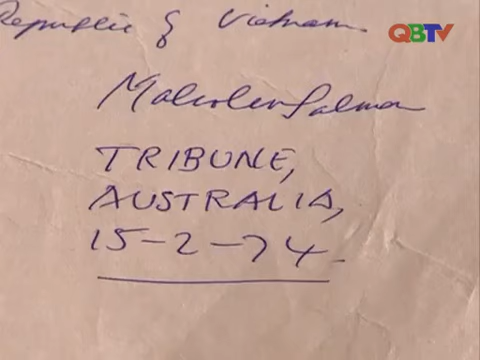 Republic of Vietnam
QBTV
Malcolm Salmon
TRIBUNE,
AUSTRALIA,
15-2-74.